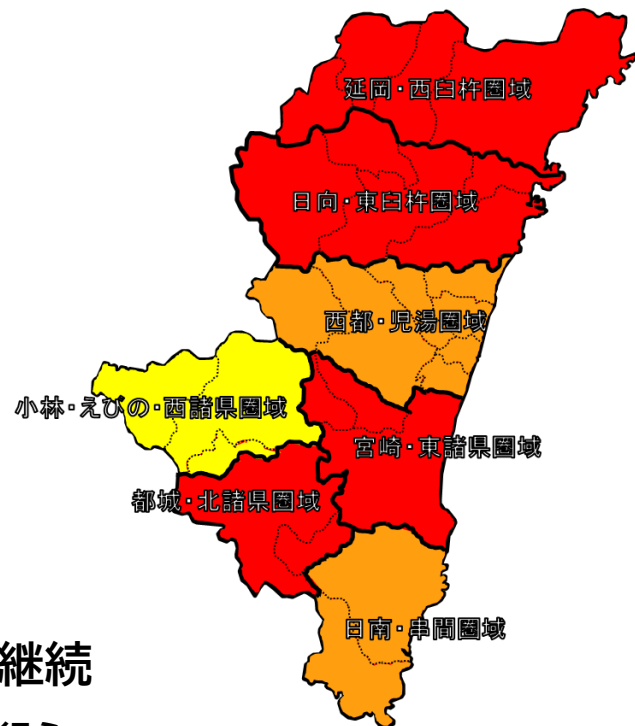 延岡・西臼杵圏域
日向・東臼杵圏域
西都・児湯圏域
小林・えびの・西諸県圏域
宮崎・東諸県圏域
都城・北諸県圏域
日南・串間圏域
継続